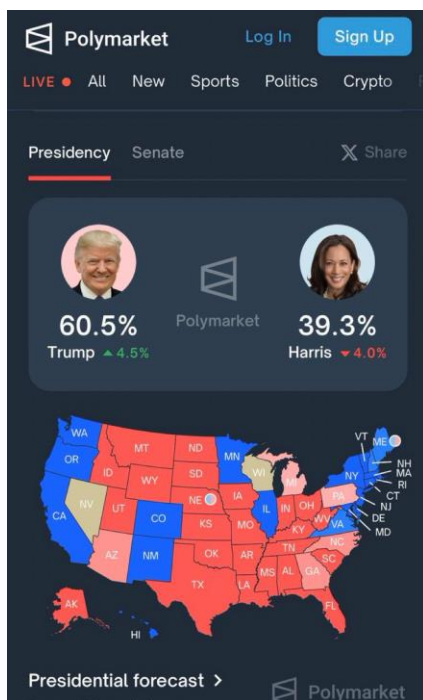 Polymarket Log In Sign Up
LIVE All New Sports Politics Crypto
Presidency Senate X Share
60.5% Polymarket 39.3%
Trump ▲ 4.5% Harris ▼ 4.0%
WA
MT
ND
MN
VT
ME
OR
ID
WY
SD
WI
MI
NY
NH
MA
RI
CT
NJ
DE
MD
NV
UT
CO
NE
IA
IL
IN
OH
PA
WV
VA
CA
KS
MO
KY
NC
AZ
NM
OK
AR
TN
SC
TX
LA
MS
AL
GA
FL
AK
HI
Presidential forecast >
Polymarket